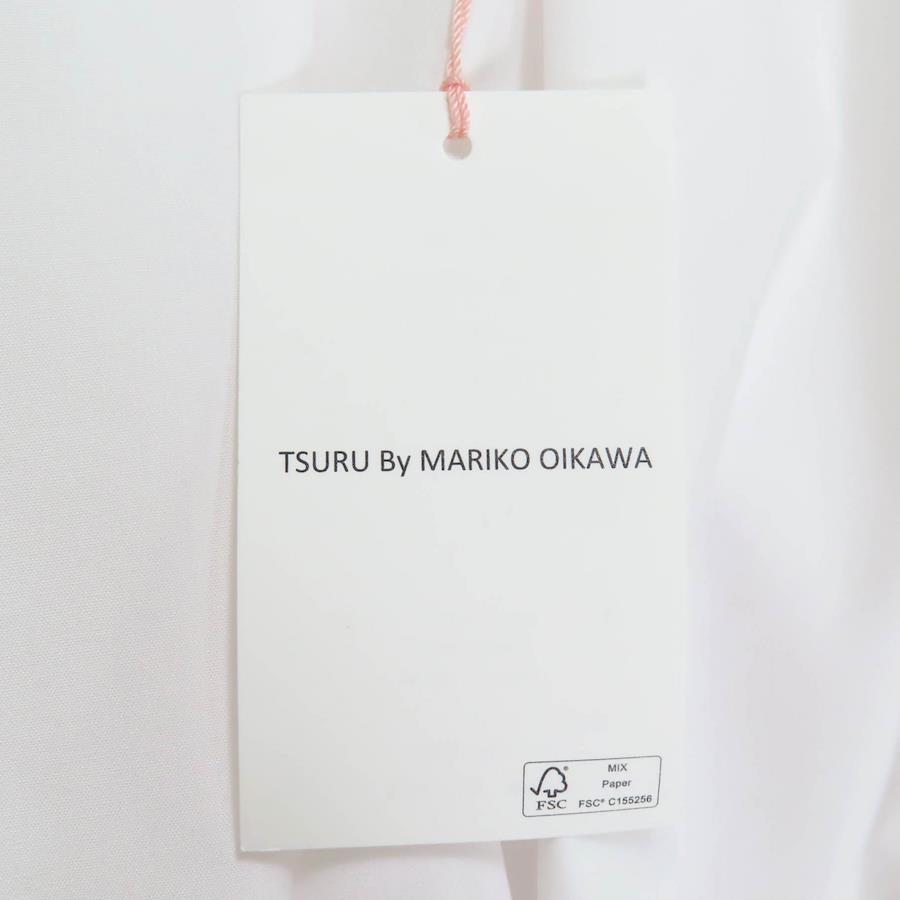 TSURU By MARIKO OIKAWA
FSC
MIX
Paper
FSC® C155256